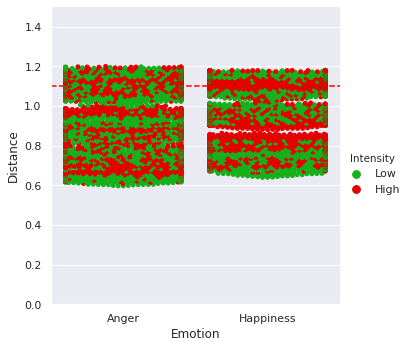 1.4
1.2
1.0
0.8
0.6
0.4
0.2
0.0
Distance
Anger
Happiness
Emotion
Intensity
Low
High